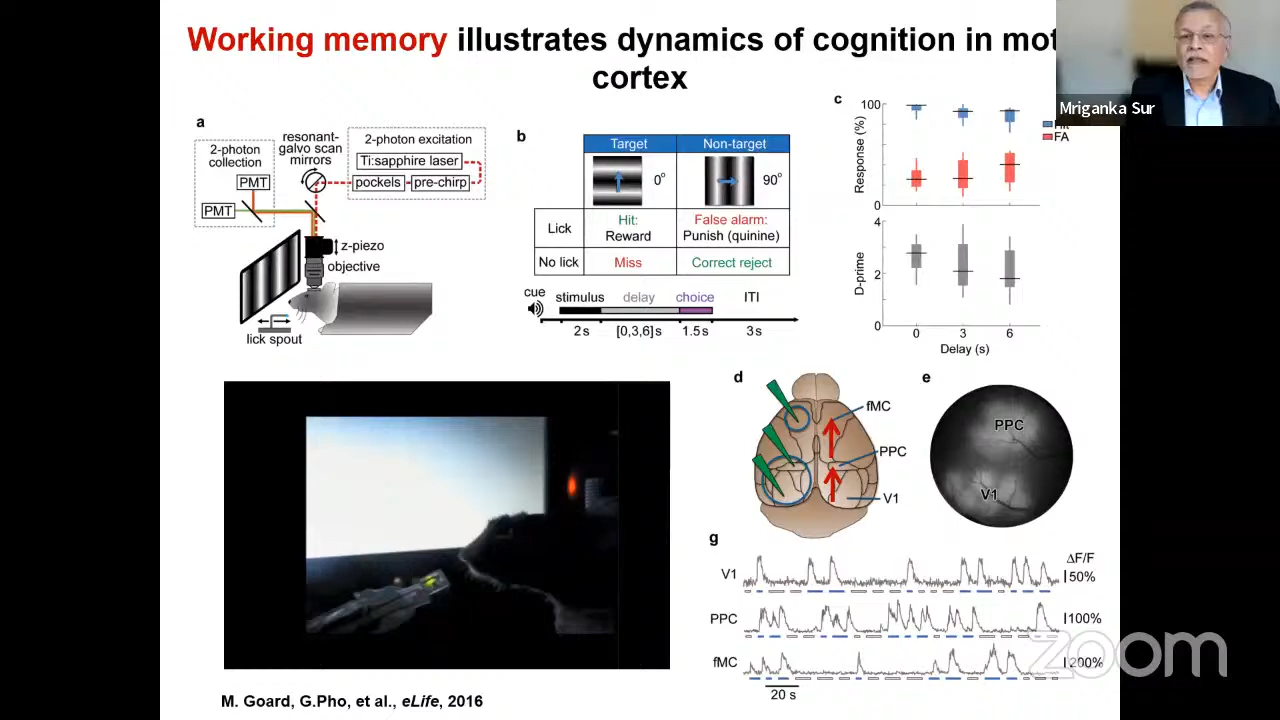 Working memory illustrates dynamics of cognition in mot
cortex
Mriganka Sur
a
2-photon
collection
resonant-
galvo scan
mirrors
2-photon excitation
Ti:sapphire laser
pockels
pre-chirp
PMT
PMT
z-piezo
objective
lick spout
b
Target
Non-target
0°
90°
Lick
Hit:
Reward
False alarm:
Punish (quinine)
No lick
Miss
Correct reject
cue
stimulus
delay
choice
ITI
2 s
[0,3,6] s
1.5 s
3 s
c
100
Response (%)
0
Hit
FA
4
D-prime
2
0
0 3 6
Delay (s)
d
fMC
PPC
V1
e
PPC
V1
g
V1
PPC
fMC
ΔF/F
50%
100%
200%
20 s
zoom
M. Goard, G.Pho, et al., eLife, 2016